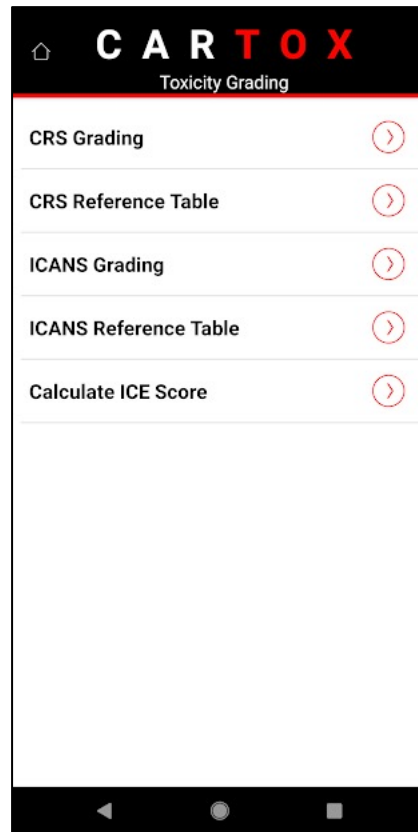 CARTOX
Toxicity Grading
CRS Grading
CRS Reference Table
ICANS Grading
ICANS Reference Table
Calculate ICE Score